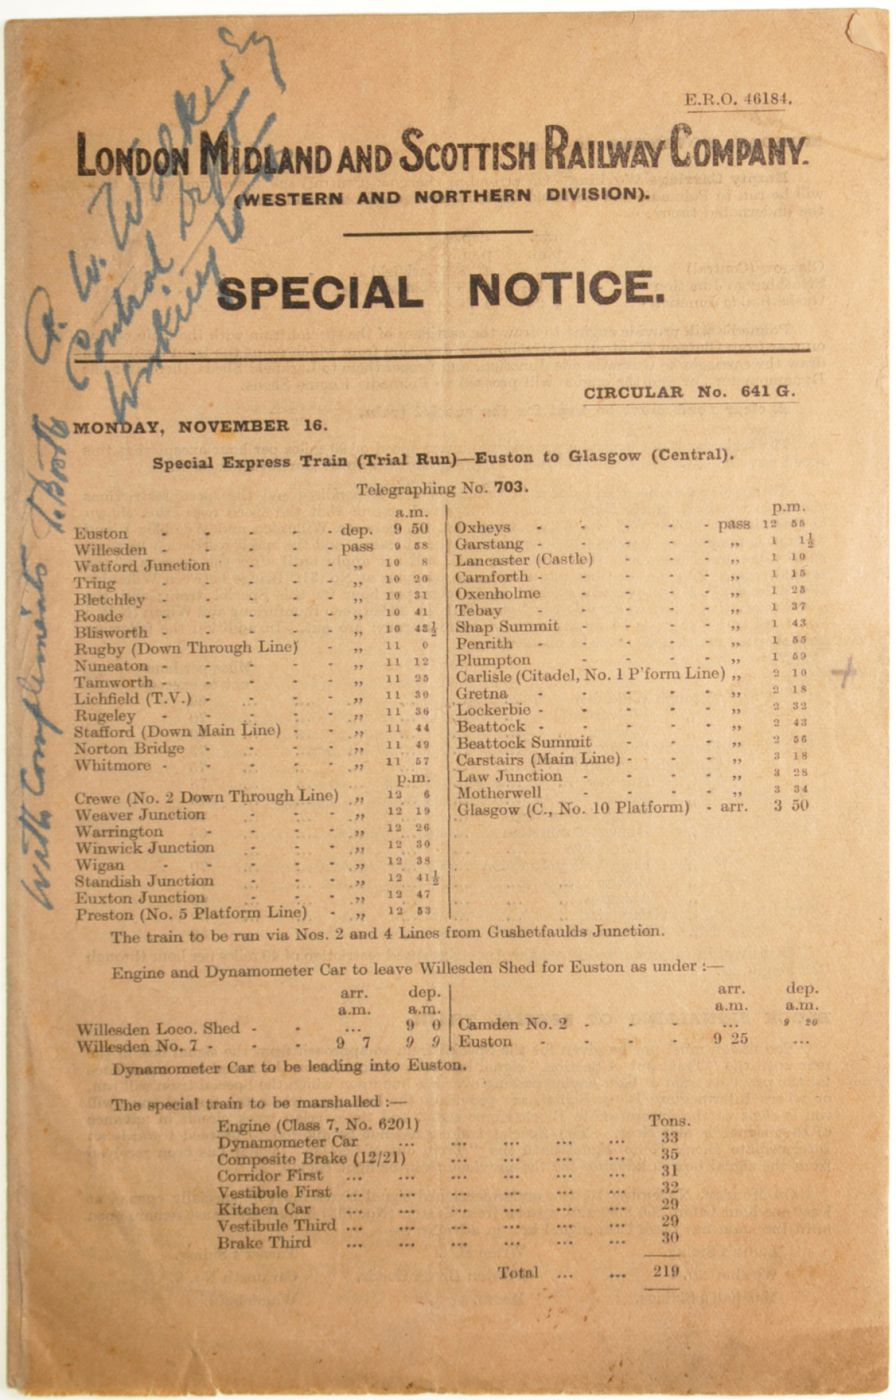 E.R.O. 46184.
LONDON MIDLAND AND SCOTTISH RAILWAY COMPANY.
(WESTERN AND NORTHERN DIVISION).
SPECIAL NOTICE.
CIRCULAR No. 641 G.
MONDAY, NOVEMBER 16.
Special Express Train (Trial Run)—Euston to Glasgow (Central).
Telegraphing No. 703.
a.m.
Euston - - - - - dep. 9 50
Willesden - - - - - pass 9 58
Watford Junction - - - - „ 10 8
Tring - - - - - „ 10 20
Bletchley - - - - - „ 10 31
Roade - - - - - „ 10 41
Blisworth - - - - - „ 10 43½
Rugby (Down Through Line) - „ 11 0
Nuneaton - - - - - „ 11 12
Tamworth - - - - - „ 11 25
Lichfield (T.V.) - - - - „ 11 30
Rugeley - - - - - „ 11 36
Stafford (Down Main Line) - - „ 11 44
Norton Bridge - - - - „ 11 49
Whitmore - - - - - „ 11 57
p.m.
Crewe (No. 2 Down Through Line) „ 12 6
Weaver Junction - - - „ 12 19
Warrington - - - - „ 12 26
Winwick Junction - - - „ 12 30
Wigan - - - - - „ 12 38
Standish Junction - - - „ 12 41½
Euxton Junction - - - „ 12 47
Preston (No. 5 Platform Line) - „ 12 53
p.m.
Oxheys - - - - - pass 12 55
Garstang - - - - - „ 1 1½
Lancaster (Castle) - - - „ 1 10
Carnforth - - - - - „ 1 15
Oxenholme - - - - „ 1 25
Tebay - - - - - „ 1 37
Shap Summit - - - - „ 1 43
Penrith - - - - - „ 1 55
Plumpton - - - - „ 1 59
Carlisle (Citadel, No. 1 P'form Line) „ 2 10
Gretna - - - - - „ 2 18
Lockerbie - - - - - „ 2 32
Beattock - - - - - „ 2 43
Beattock Summit - - - „ 2 56
Carstairs (Main Line) - - - „ 3 18
Law Junction - - - - „ 3 28
Motherwell - - - - „ 3 34
Glasgow (C., No. 10 Platform) - arr. 3 50
The train to be run via Nos. 2 and 4 Lines from Gushetfaulds Junction.
Engine and Dynamometer Car to leave Willesden Shed for Euston as under :—
arr. dep.
a.m. a.m.
Willesden Loco. Shed - - ... 9 0
Willesden No. 7 - - - 9 7 9 9
arr. dep.
a.m. a.m.
Camden No. 2 - - - ... 9 20
Euston - - - - 9 25 ...
Dynamometer Car to be leading into Euston.
The special train to be marshalled :—
Engine (Class 7, No. 6201)
Tons.
Dynamometer Car ... ... ... ... ... 33
Composite Brake (12/21) ... ... ... ... 35
Corridor First ... ... ... ... ... ... 31
Vestibule First ... ... ... ... ... ... 32
Kitchen Car ... ... ... ... ... ... 29
Vestibule Third ... ... ... ... ... ... 29
Brake Third ... ... ... ... ... ... 30
Total ... ... 219
With Compliments T. Booth
Control